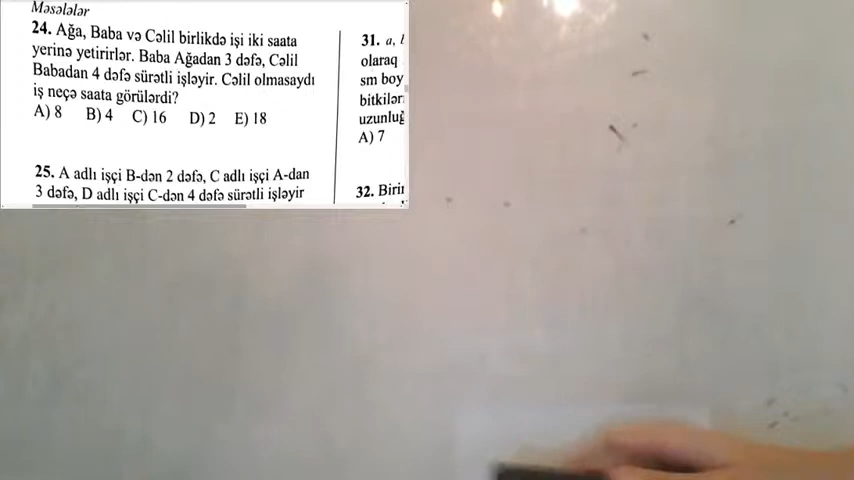 Məsələlər
24. Ağa, Baba və Cəlil birlikdə işi iki saata
yerinə yetirirlər. Baba Ağadan 3 dəfə, Cəlil
Babadan 4 dəfə sürətli işləyir. Cəlil olmasaydı
iş neçə saata görülərdi?
A) 8 B) 4 C) 16 D) 2 E) 18
25. A adlı işçi B-dən 2 dəfə, C adlı işçi A-dan
3 dəfə, D adlı işçi C-dən 4 dəfə sürətli işləyir
31. a,
olaraq
sm boy
bitkilər
uzunluğ
A) 7
32. Birin